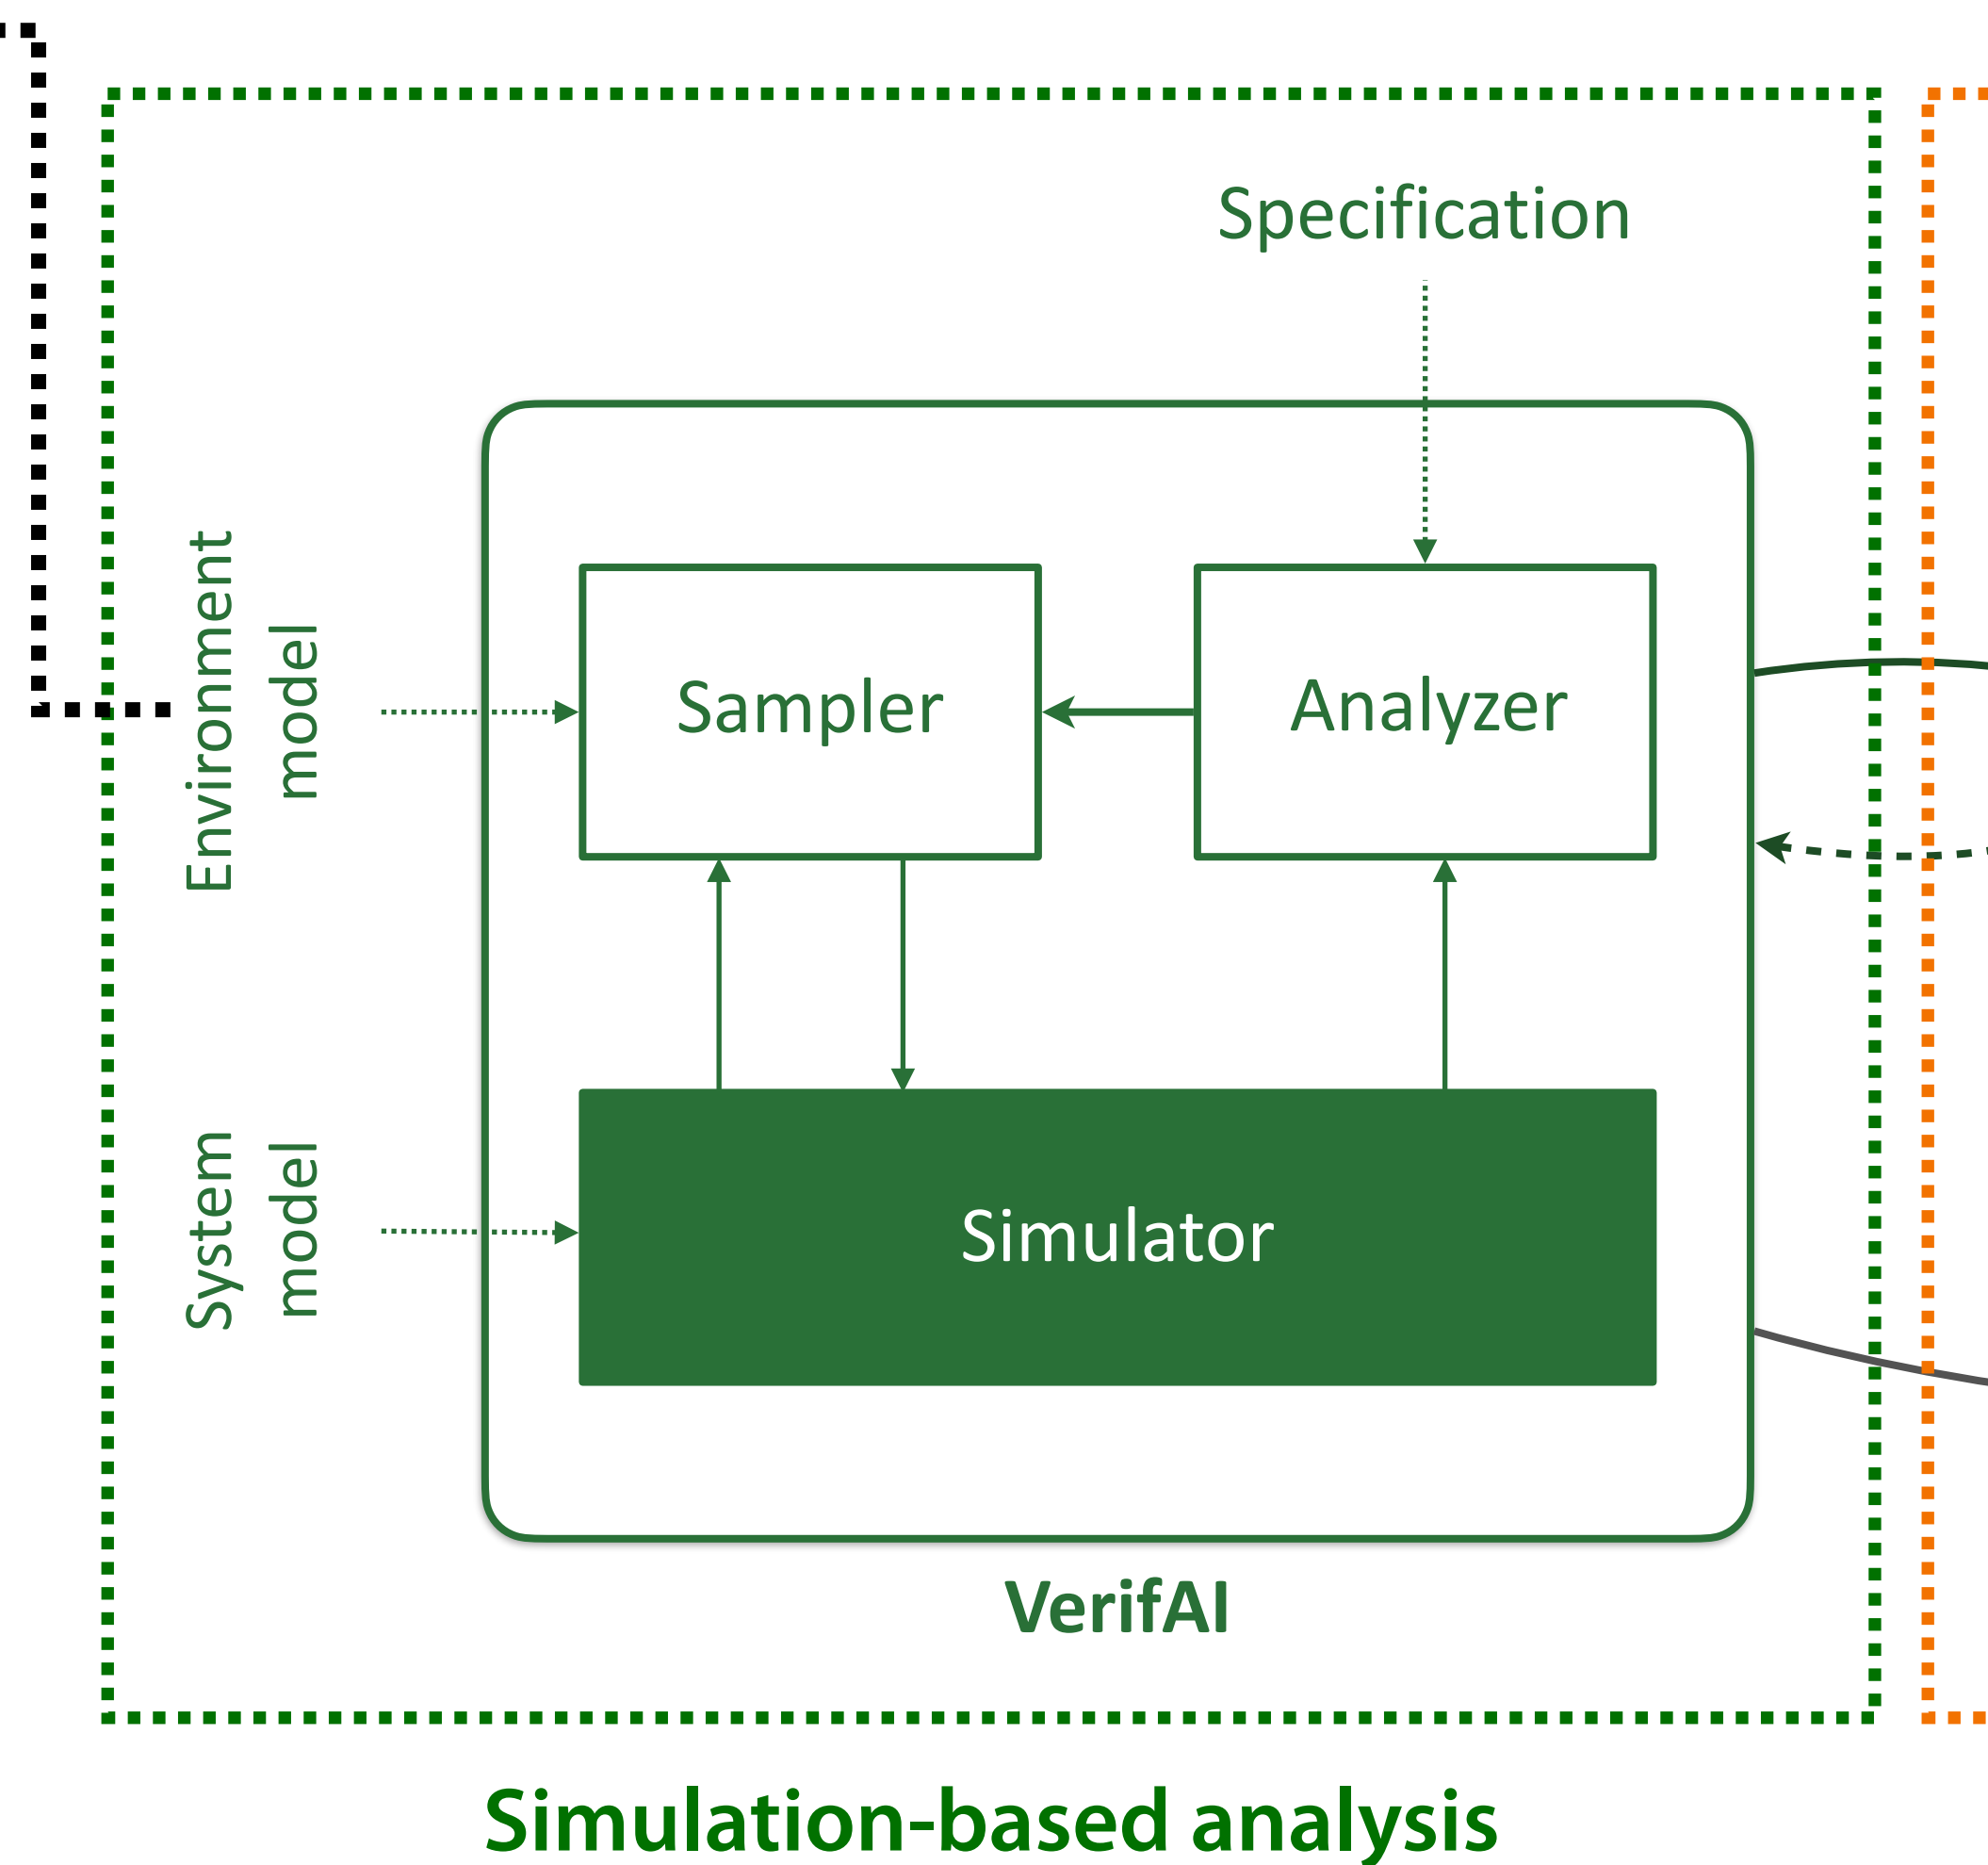 Specification
Environment
model
Sampler
Analyzer
System
model
Simulator
VerifAI
Simulation-based analysis